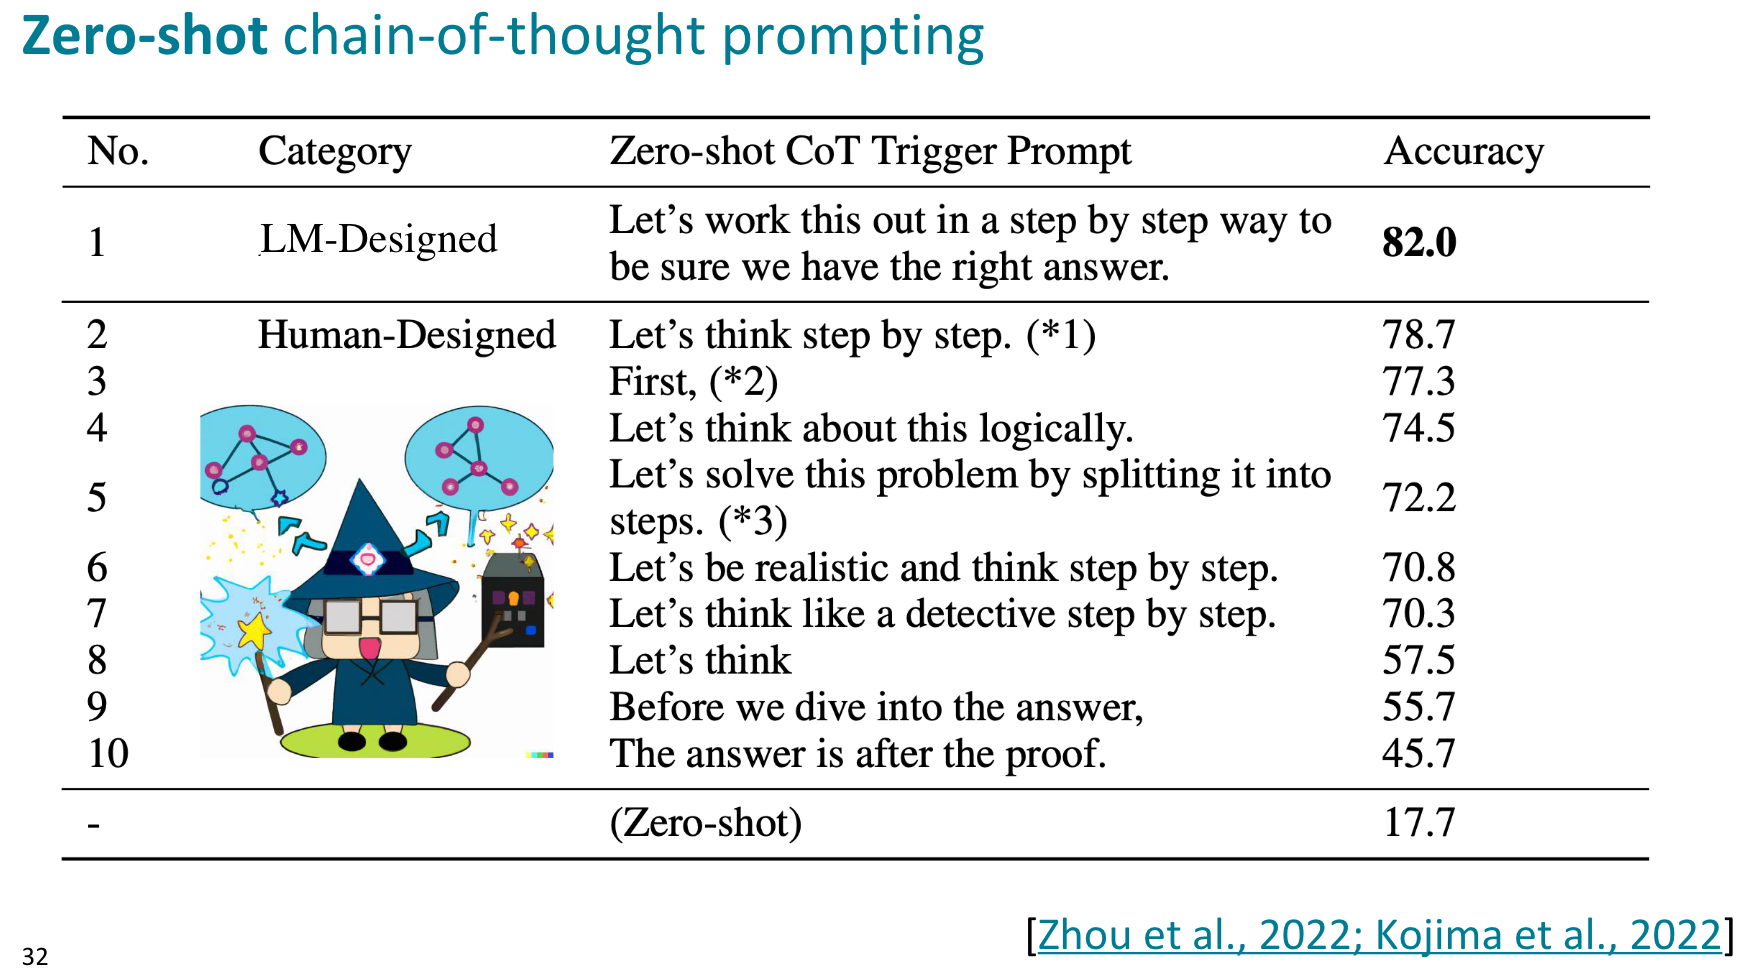 Zero-shot chain-of-thought prompting
No. Category Zero-shot CoT Trigger Prompt Accuracy
1 LM-Designed Let’s work this out in a step by step way to be sure we have the right answer. 82.0
2 Human-Designed Let’s think step by step. (*1) 78.7
3 First, (*2) 77.3
4 Let’s think about this logically. 74.5
5 Let’s solve this problem by splitting it into steps. (*3) 72.2
6 Let’s be realistic and think step by step. 70.8
7 Let’s think like a detective step by step. 70.3
8 Let’s think 57.5
9 Before we dive into the answer, 55.7
10 The answer is after the proof. 45.7
- (Zero-shot) 17.7
[Zhou et al., 2022; Kojima et al., 2022]
32